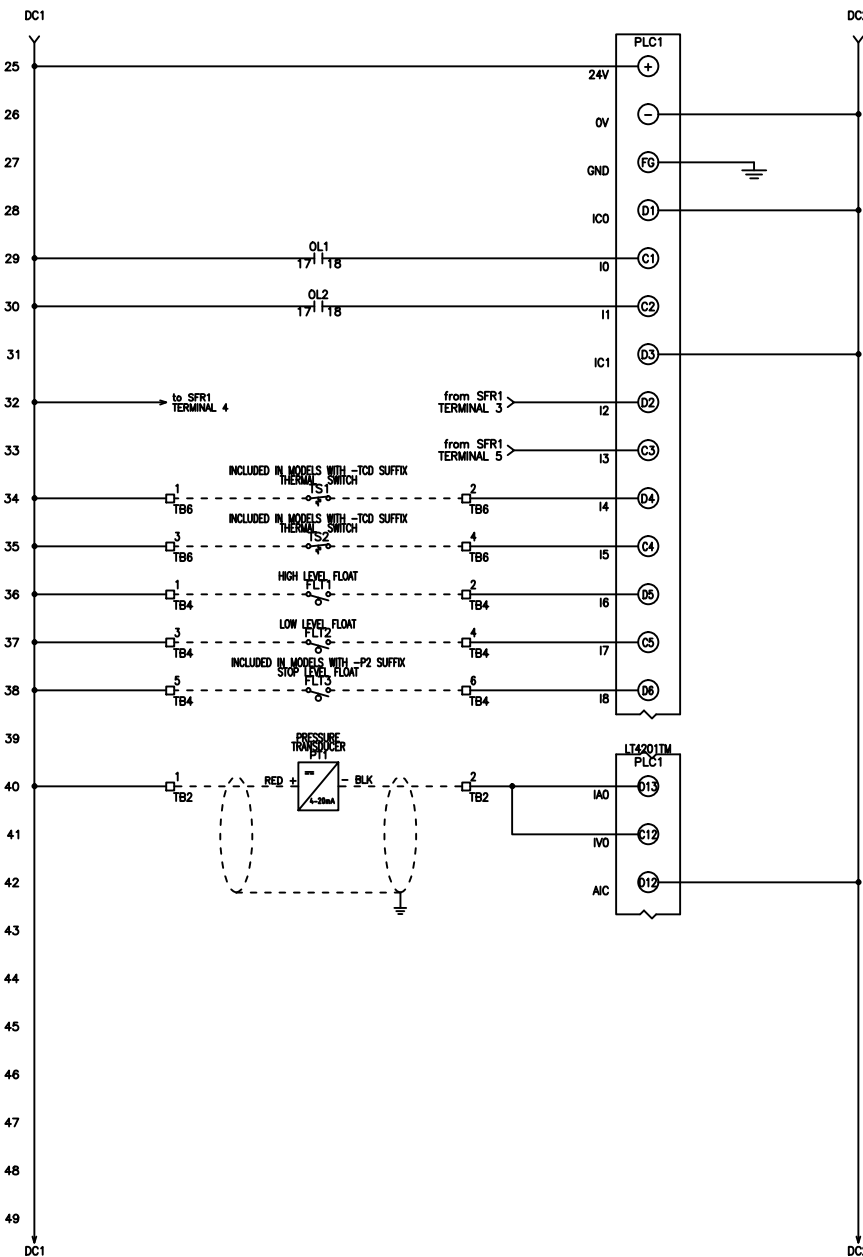 DC1
DC
PLC1
25
24V
+
26
0V
−
27
GND
FG
28
IC0
D1
29
OL1
17 18
I0
C1
30
OL2
17 18
I1
C2
31
IC1
D3
32
to SFR1
TERMINAL 4
from SFR1
TERMINAL 3
I2
D2
33
from SFR1
TERMINAL 5
I3
C3
INCLUDED IN MODELS WITH -TCD SUFFIX
THERMAL SWITCH
34
1
TB6
TS1
2
TB6
I4
D4
INCLUDED IN MODELS WITH -TCD SUFFIX
THERMAL SWITCH
35
3
TB6
TS2
4
TB6
I5
C4
HIGH LEVEL FLOAT
36
1
TB4
FLT1
2
TB4
I6
D5
LOW LEVEL FLOAT
37
3
TB4
FLT2
4
TB4
I7
C5
INCLUDED IN MODELS WITH -P2 SUFFIX
STOP LEVEL FLOAT
38
5
TB4
FLT3
6
TB4
I8
D6
39
PRESSURE
TRANSDUCER
PT1
LT4201TM
PLC1
40
1
TB2
RED +
4-20mA
- BLK
2
TB2
IA0
D13
41
IV0
C12
42
AIC
D12
43
44
45
46
47
48
49
DC1
DC